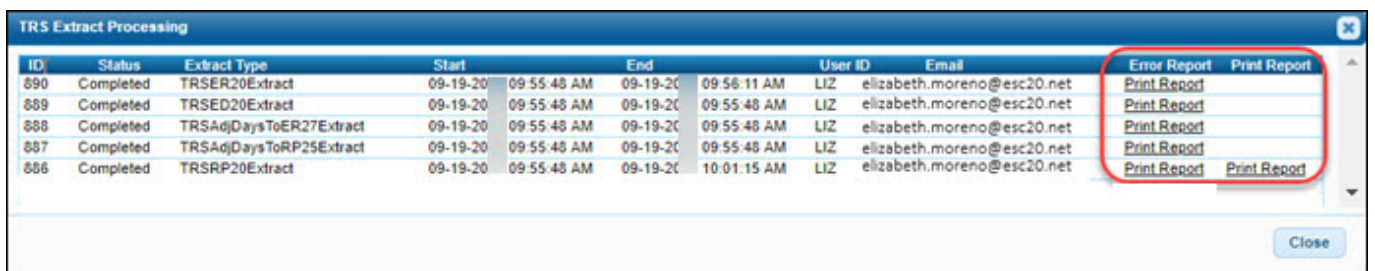 TRS Extract Processing
ID Status Extract Type Start End User ID Email Error Report Print Report
890 Completed TRSER20Extract 09-19-20 09:55:48 AM 09-19-20 09:56:11 AM LIZ elizabeth.moreno@esc20.net Print Report
889 Completed TRSED20Extract 09-19-20 09:55:48 AM 09-19-20 09:55:48 AM LIZ elizabeth.moreno@esc20.net Print Report
888 Completed TRSAdjDaysToER27Extract 09-19-20 09:55:48 AM 09-19-20 09:55:48 AM LIZ elizabeth.moreno@esc20.net Print Report
887 Completed TRSAdjDaysToRP25Extract 09-19-20 09:55:48 AM 09-19-20 09:55:48 AM LIZ elizabeth.moreno@esc20.net Print Report
886 Completed TRSRP20Extract 09-19-20 09:55:48 AM 09-19-20 10:01:15 AM LIZ elizabeth.moreno@esc20.net Print Report Print Report
Close